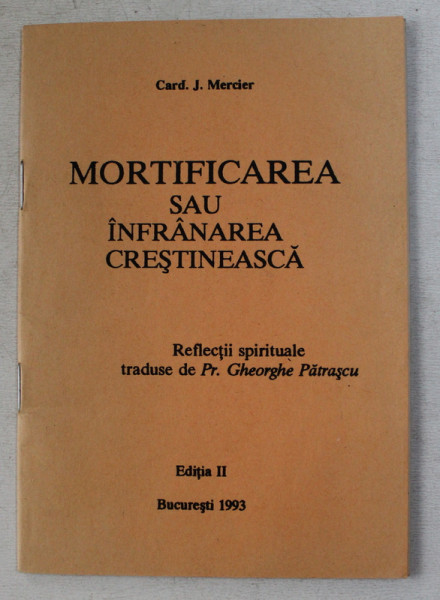 Card. J. Mercier
MORTIFICAREA
SAU
ÎNFRÂNAREA
CREŞTINEASCĂ
Reflecţii spirituale
traduse de Pr. Gheorghe Pătraşcu
Ediţia II
Bucureşti 1993